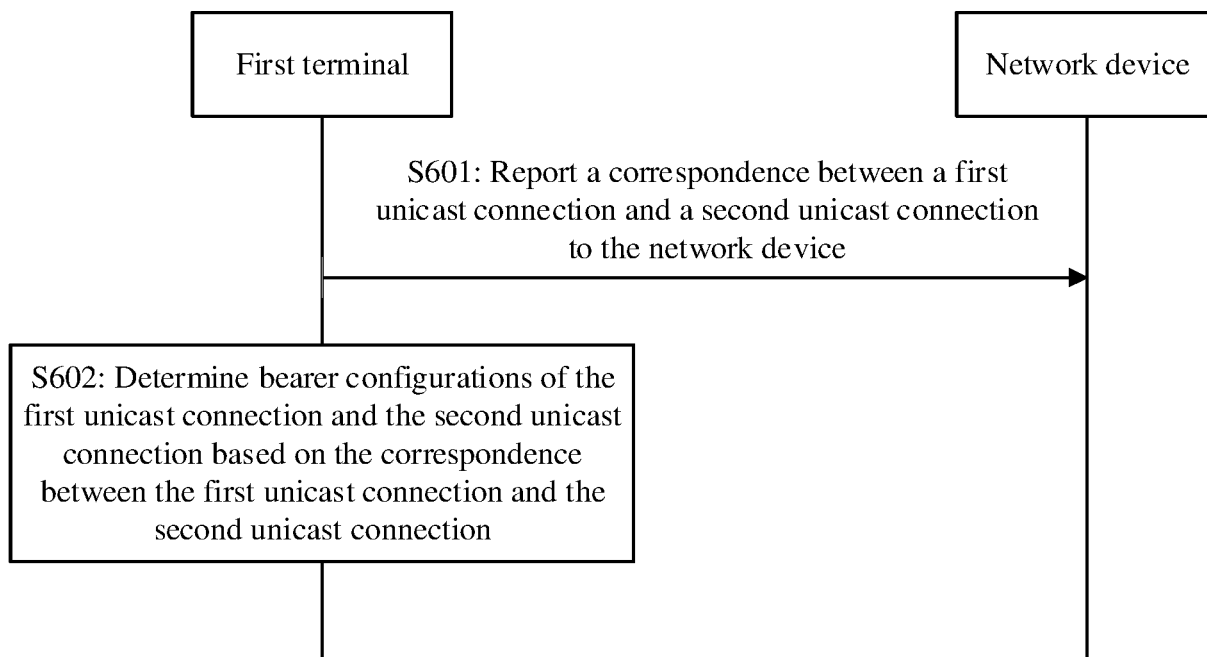 First terminal
Network device
S601: Report a correspondence between a first
unicast connection and a second unicast connection
to the network device
S602: Determine bearer configurations of the
first unicast connection and the second unicast
connection based on the correspondence
between the first unicast connection and the
second unicast connection